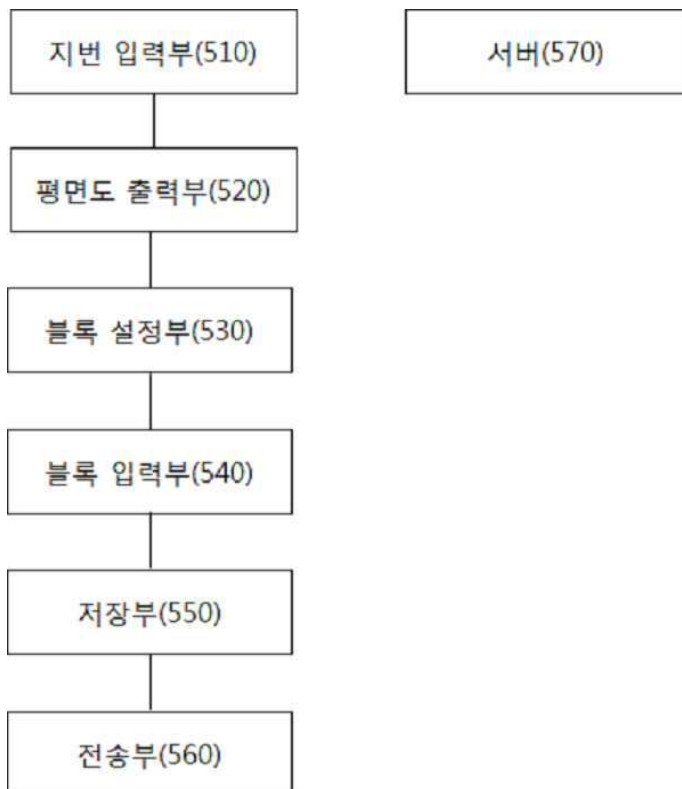 지번 입력부(510)
서버(570)
평면도 출력부(520)
블록 설정부(530)
블록 입력부(540)
저장부(550)
전송부(560)